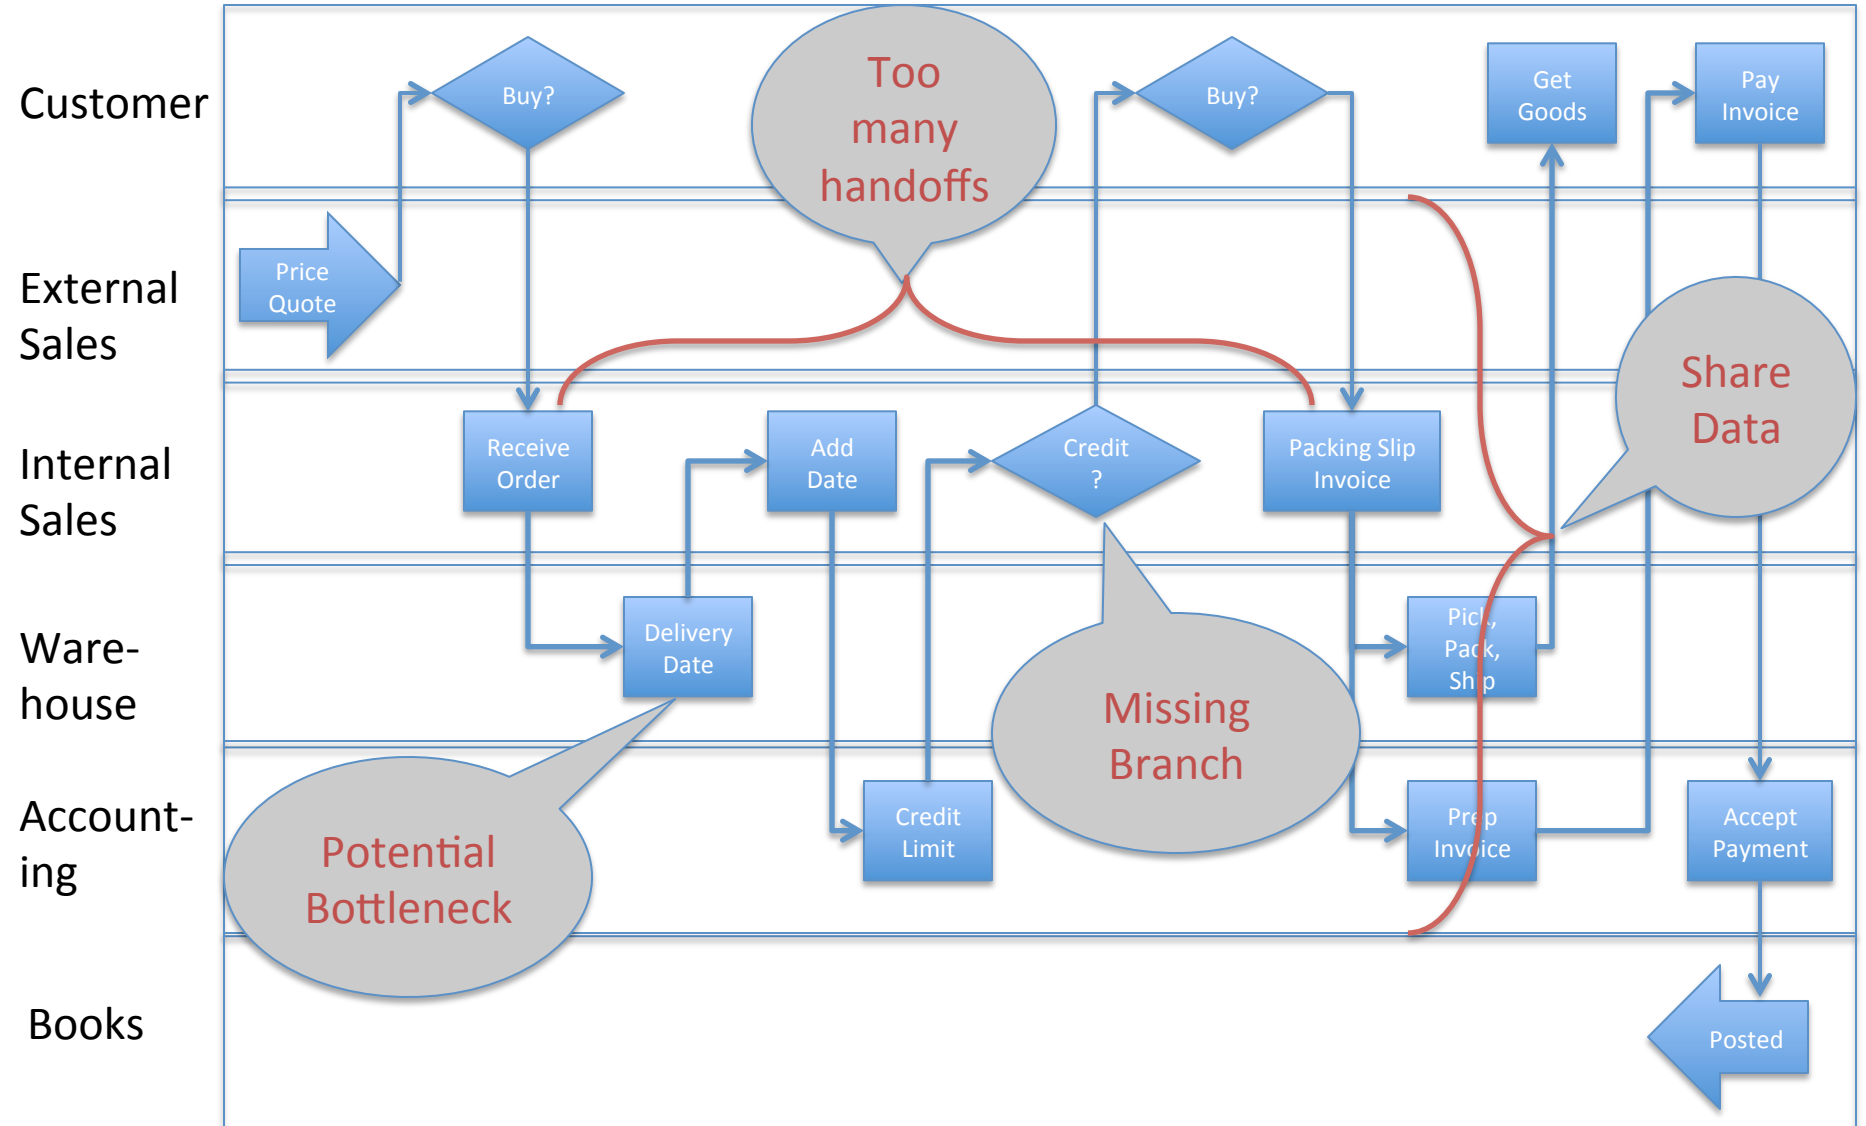 Customer
Buy?
Too
many
handoffs
Buy?
Get
Goods
Pay
Invoice
External
Sales
Price
Quote
Share
Data
Internal
Sales
Receive
Order
Add
Date
Credit
?
Packing Slip
Invoice
Ware-
house
Delivery
Date
Missing
Branch
Pick,
Pack,
Ship
Account-
ing
Potential
Bottleneck
Credit
Limit
Prep
Invoice
Accept
Payment
Books
Posted